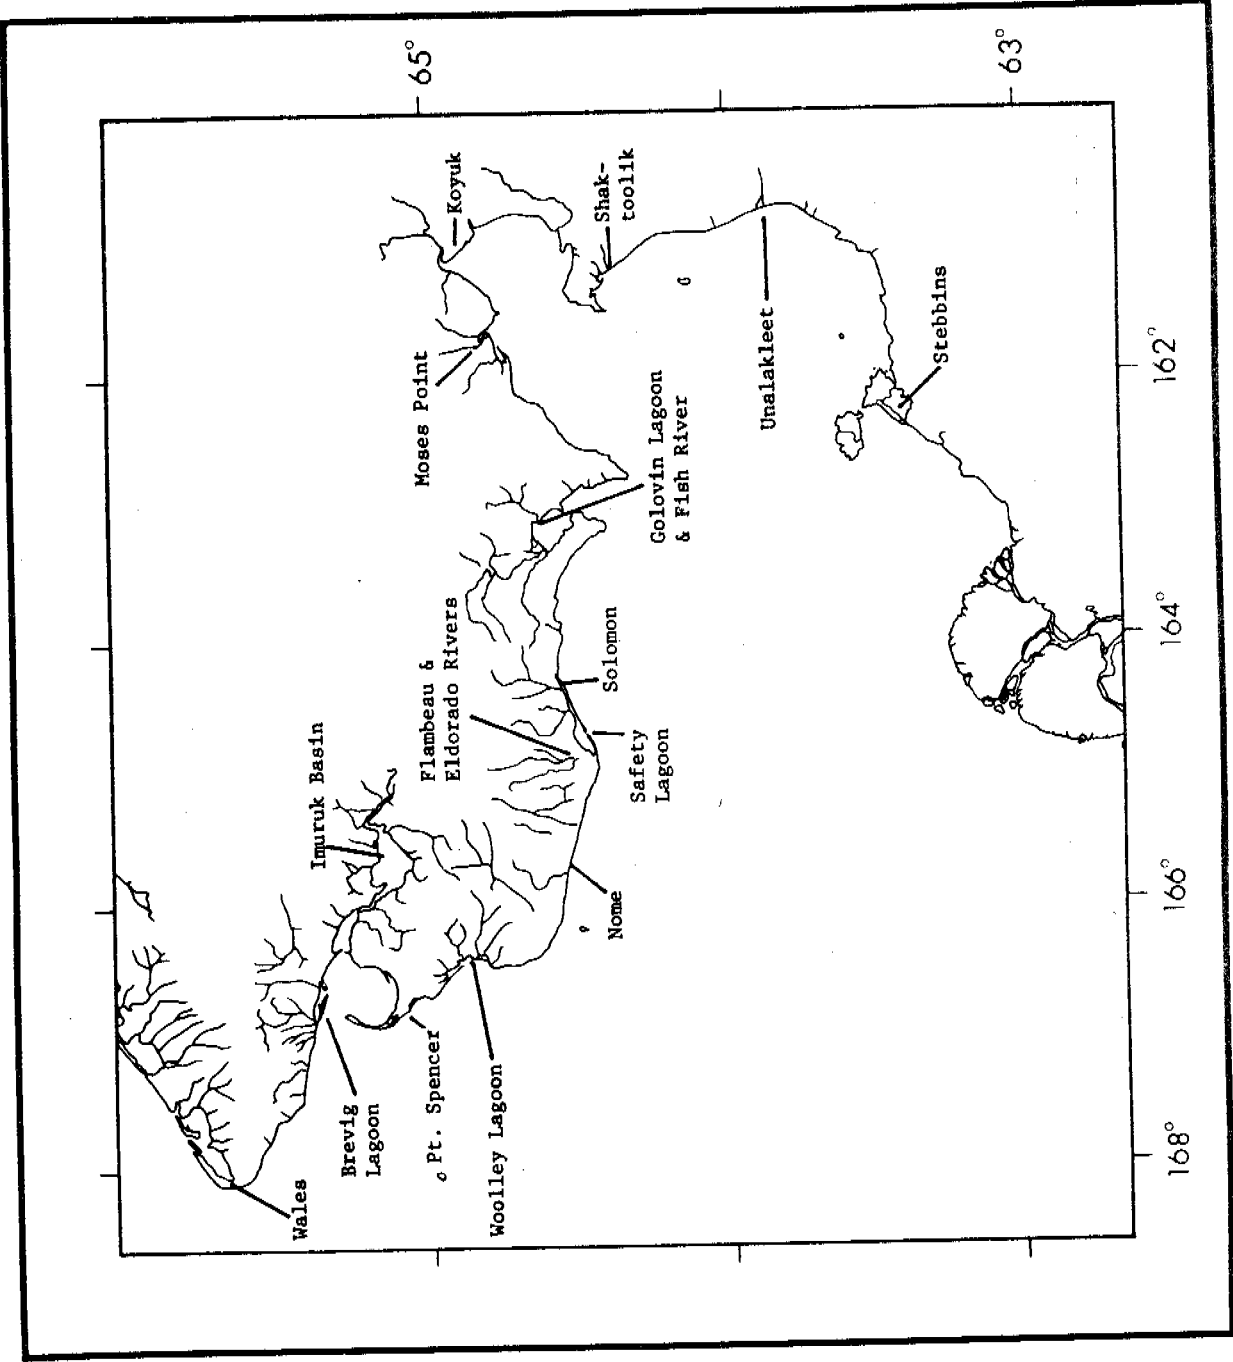 65°
63°
Koyuk
Shak-
toolik
Moses Point
Unalakleet
Stebbins
162°
Golovin Lagoon
& Fish River
Flambeau &
Eldorado Rivers
Solomon
164°
Imuruk Basin
Safety
Lagoon
Nome
166°
Brevig
Lagoon
Pt. Spencer
Woolley Lagoon
Wales
168°